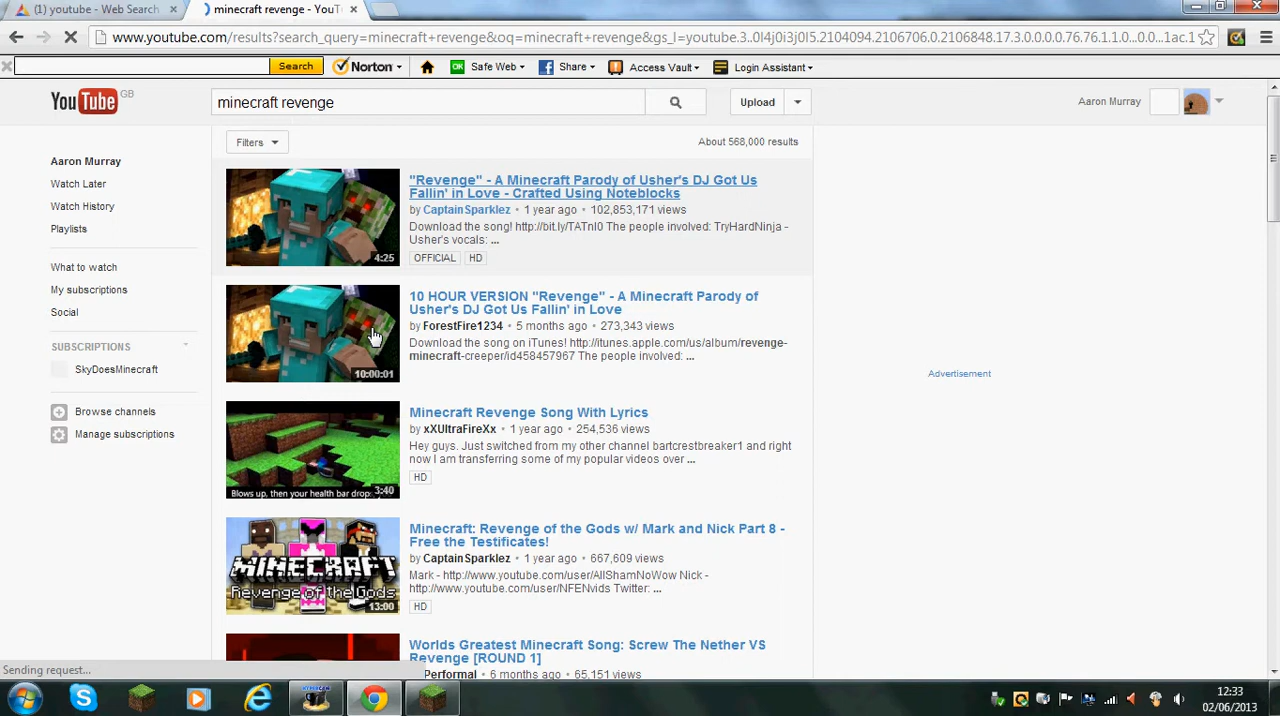 (1) youtube - Web Search
minecraft revenge - YouT
www.youtube.com/results?search_query=minecraft+revenge&oq=minecraft+revenge&gs_l=youtube.3..0l4j0i3j0l5.2104094.2106706.0.2106848.17.3.0.0.0.0.76.76.1.1.0...0.0...1ac.1
Search
Norton
OK
Safe Web
Share
Access Vault
Login Assistant
YouTube GB
minecraft revenge
Upload
Aaron Murray
Filters
About 568,000 results
Aaron Murray
Watch Later
Watch History
Playlists
What to watch
My subscriptions
Social
SUBSCRIPTIONS
SkyDoesMinecraft
Browse channels
Manage subscriptions
4:25
"Revenge" - A Minecraft Parody of Usher's DJ Got Us
Fallin' in Love - Crafted Using Noteblocks
by CaptainSparklez • 1 year ago • 102,853,171 views
Download the song! http://bit.ly/TATnI0 The people involved: TryHardNinja -
Usher's vocals: ...
OFFICIAL HD
10:00:01
10 HOUR VERSION "Revenge" - A Minecraft Parody of
Usher's DJ Got Us Fallin' in Love
by ForestFire1234 • 5 months ago • 273,343 views
Download the song on iTunes! http://itunes.apple.com/us/album/revenge-
minecraft-creeper/id458457967 The people involved: ...
Advertisement
Blows up, then your health bar drops
3:40
Minecraft Revenge Song With Lyrics
by xXUltraFireXx • 1 year ago • 254,536 views
Hey guys. Just switched from my other channel bartcrestbreaker1 and right
now I am transferring some of my popular videos over ...
HD
MINECRAFT
Revenge of the Gods
13:00
Minecraft: Revenge of the Gods w/ Mark and Nick Part 8 -
Free the Testificates!
by CaptainSparklez • 1 year ago • 667,609 views
Mark - http://www.youtube.com/user/AllShamNoWow Nick -
http://www.youtube.com/user/NFENvids Twitter: ...
HD
Worlds Greatest Minecraft Song: Screw The Nether VS
Revenge [ROUND 1]
Performal • 6 months ago • 65,151 views
Sending request...
12:33
02/06/2013